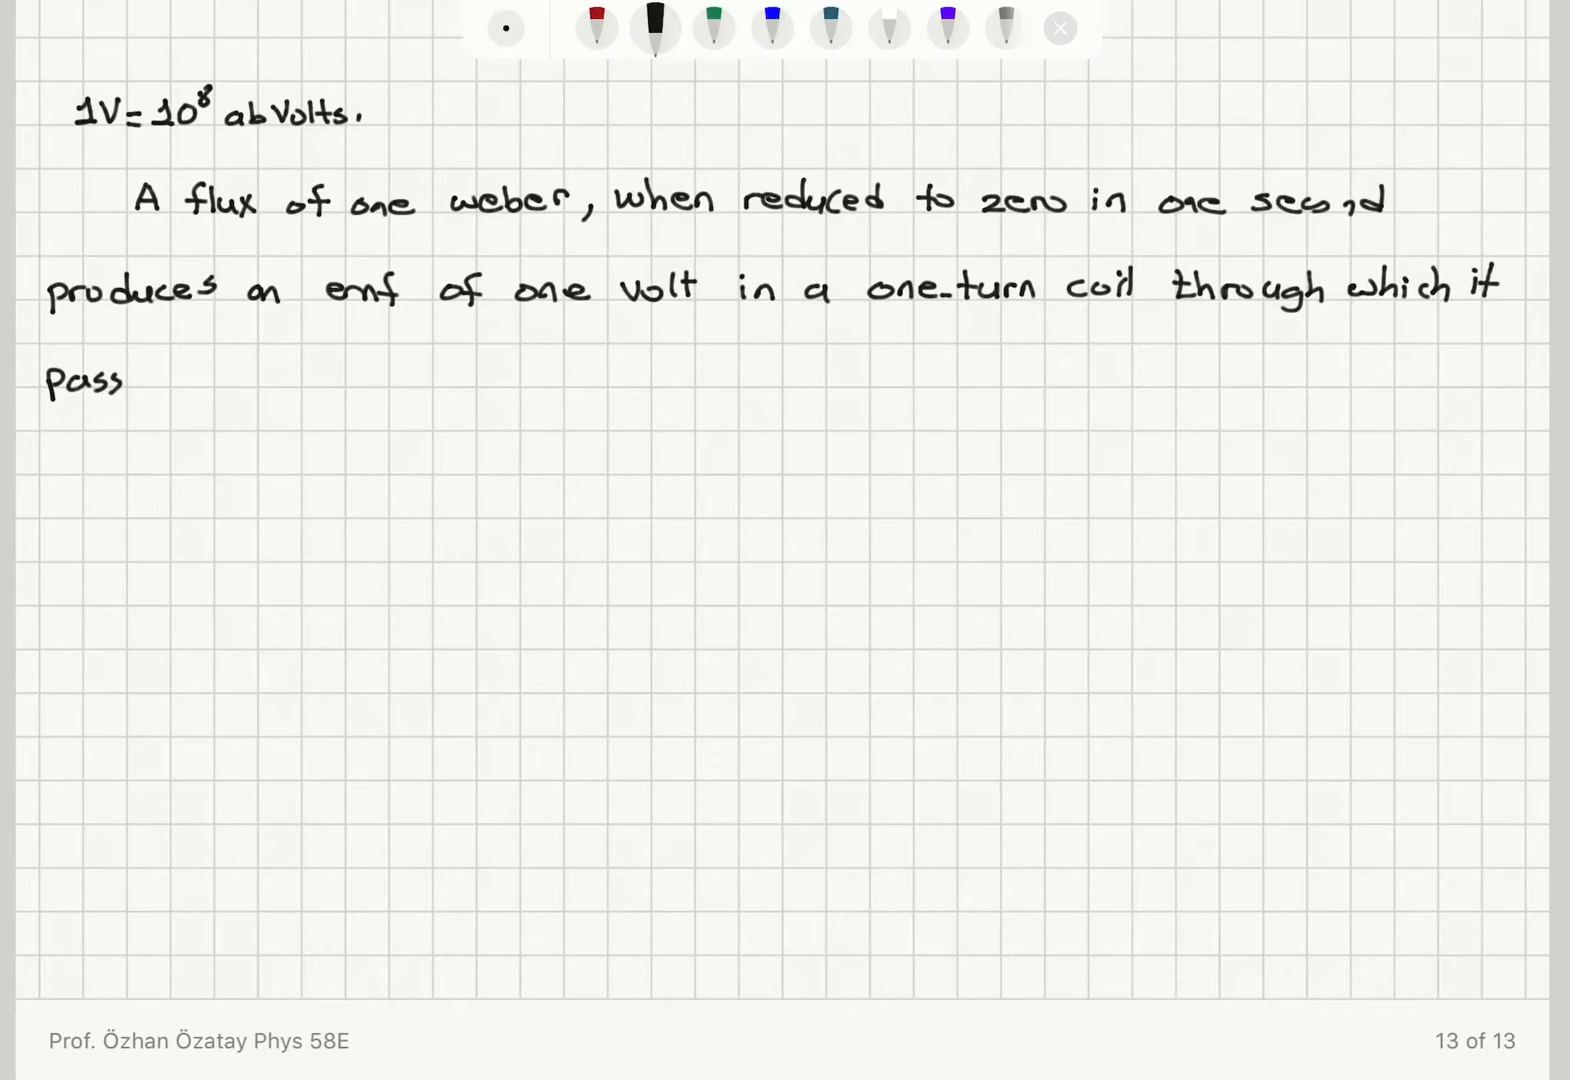 1V = 10⁸ abVolts.
A flux of one weber, when reduced to zero in one second
produces an emf of one volt in a one-turn coil through which it
pass
Prof. Özhan Özatay Phys 58E
13 of 13